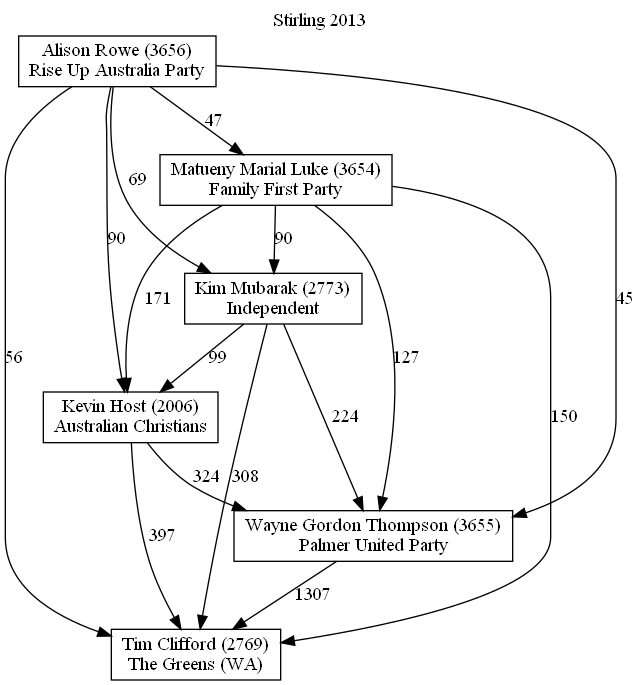 Stirling 2013
Alison Rowe (3656)
Rise Up Australia Party
47
Matueny Marial Luke (3654)
Family First Party
69
90
90
45
Kim Mubarak (2773)
Independent
171
56
99
127
Kevin Host (2006)
Australian Christians
224
150
324
308
Wayne Gordon Thompson (3655)
Palmer United Party
397
1307
Tim Clifford (2769)
The Greens (WA)